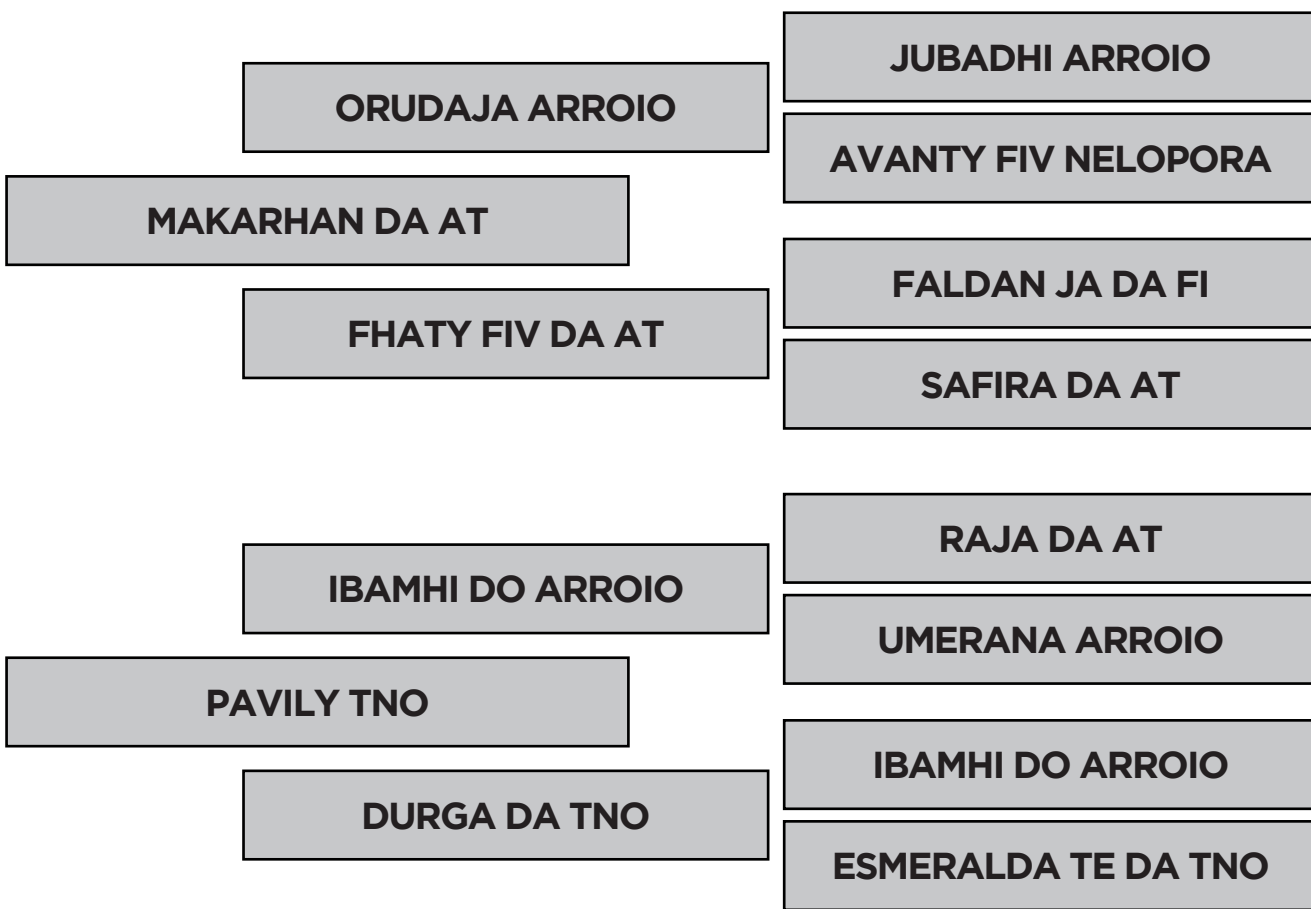 JUBADHI ARROIO
ORUDAJA ARROIO
AVANTY FIV NELOPORA
MAKARHAN DA AT
FALDAN JA DA FI
FHATY FIV DA AT
SAFIRA DA AT
RAJA DA AT
IBAMHI DO ARROIO
UMERANA ARROIO
PAVILY TNO
IBAMHI DO ARROIO
DURGA DA TNO
ESMERALDA TE DA TNO